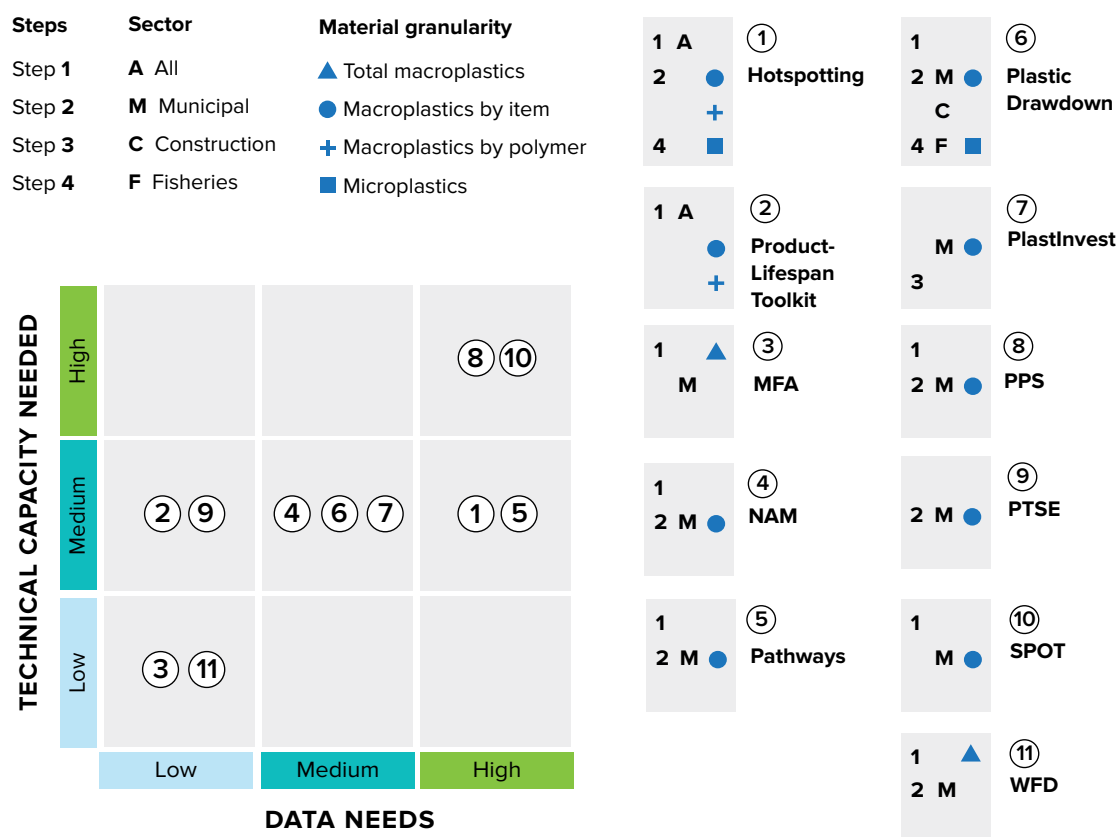 Steps
Step 1
Step 2
Step 3
Step 4
Sector
A All
M Municipal
C Construction
F Fisheries
Material granularity
Total macroplastics
Macroplastics by item
Macroplastics by polymer
Microplastics
TECHNICAL CAPACITY NEEDED
High
8 10
Medium
2 9
4 6 7
1 5
Low
3 11
Low
Medium
High
DATA NEEDS
1 A
2
4
1
Hotspotting
1 A
2
Product-
Lifespan
Toolkit
1
M
3
MFA
1
2 M
4
NAM
1
2 M
5
Pathways
1
2 M
C
4 F
6
Plastic
Drawdown
M
3
7
PlastInvest
1
2 M
8
PPS
2 M
9
PTSE
1
M
10
SPOT
1
2 M
11
WFD